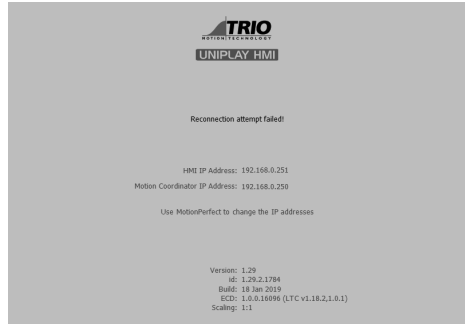 TRIO
MOTION TECHNOLOGY
UNIPLAY HMI
Reconnection attempt failed!
HMI IP Address: 192.168.0.251
Motion Coordinator IP Address: 192.168.0.250
Use MotionPerfect to change the IP addresses
Version: 1.29
id: 1.29.2.1784
Build: 18 Jan 2019
ECD: 1.0.0.16096 (LTC v1.18.2,1.0.1)
Scaling: 1:1